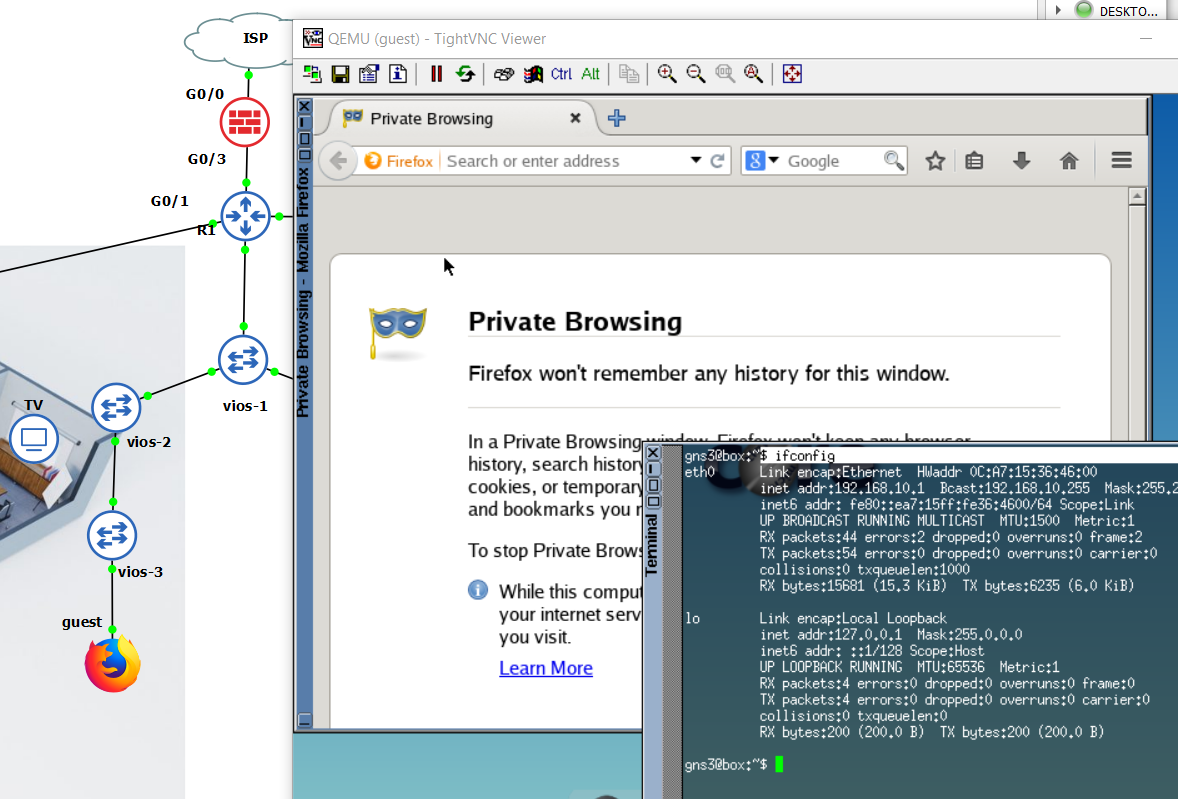 DESKTO...
ISP
QEMU (guest) - TightVNC Viewer
Ctrl Alt
G0/0
Private Browsing
Firefox Search or enter address
Google
G0/3
G0/1
R1
Private Browsing - Mozilla Firefox
Private Browsing
Firefox won't remember any history for this window.
TV
vios-1
vios-2
In a Private Browsing window, Firefox won't keep any browser
history, search histor
cookies, or temporary
and bookmarks you
To stop Private Brows
While this comput
your internet serv
you visit.
Learn More
vios-3
guest
Terminal
gns3@box:~$ ifconfig
eth0 Link encap:Ethernet HWaddr 0C:A7:15:36:46:00
inet addr:192.168.10.1 Bcast:192.168.10.255 Mask:255.2
inet6 addr: fe80::ea7:15ff:fe36:4600/64 Scope:Link
UP BROADCAST RUNNING MULTICAST MTU:1500 Metric:1
RX packets:44 errors:2 dropped:0 overruns:0 frame:2
TX packets:54 errors:0 dropped:0 overruns:0 carrier:0
collisions:0 txqueuelen:1000
RX bytes:15681 (15.3 KiB) TX bytes:6235 (6.0 KiB)
lo Link encap:Local Loopback
inet addr:127.0.0.1 Mask:255.0.0.0
inet6 addr: ::1/128 Scope:Host
UP LOOPBACK RUNNING MTU:65536 Metric:1
RX packets:4 errors:0 dropped:0 overruns:0 frame:0
TX packets:4 errors:0 dropped:0 overruns:0 carrier:0
collisions:0 txqueuelen:0
RX bytes:200 (200.0 B) TX bytes:200 (200.0 B)
gns3@box:~$